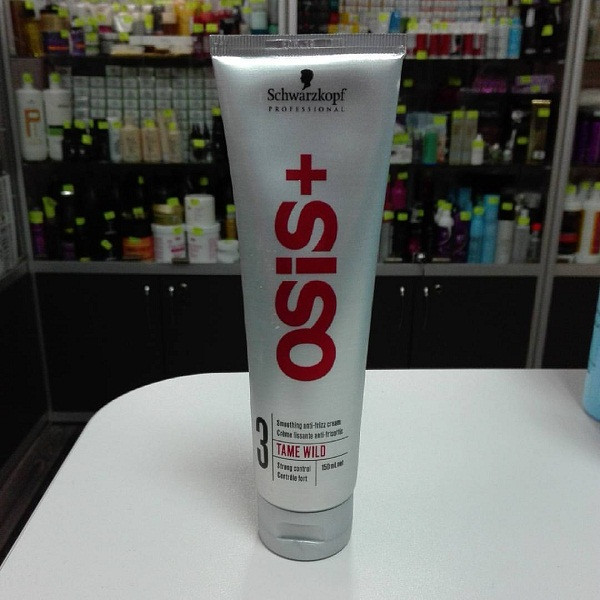 Schwarzkopf
PROFESSIONAL
OSiS+
3
Smoothing anti-frizz cream
Crème lissante anti-frisottis
TAME WILD
Strong control
Contrôle fort
150 mL
P